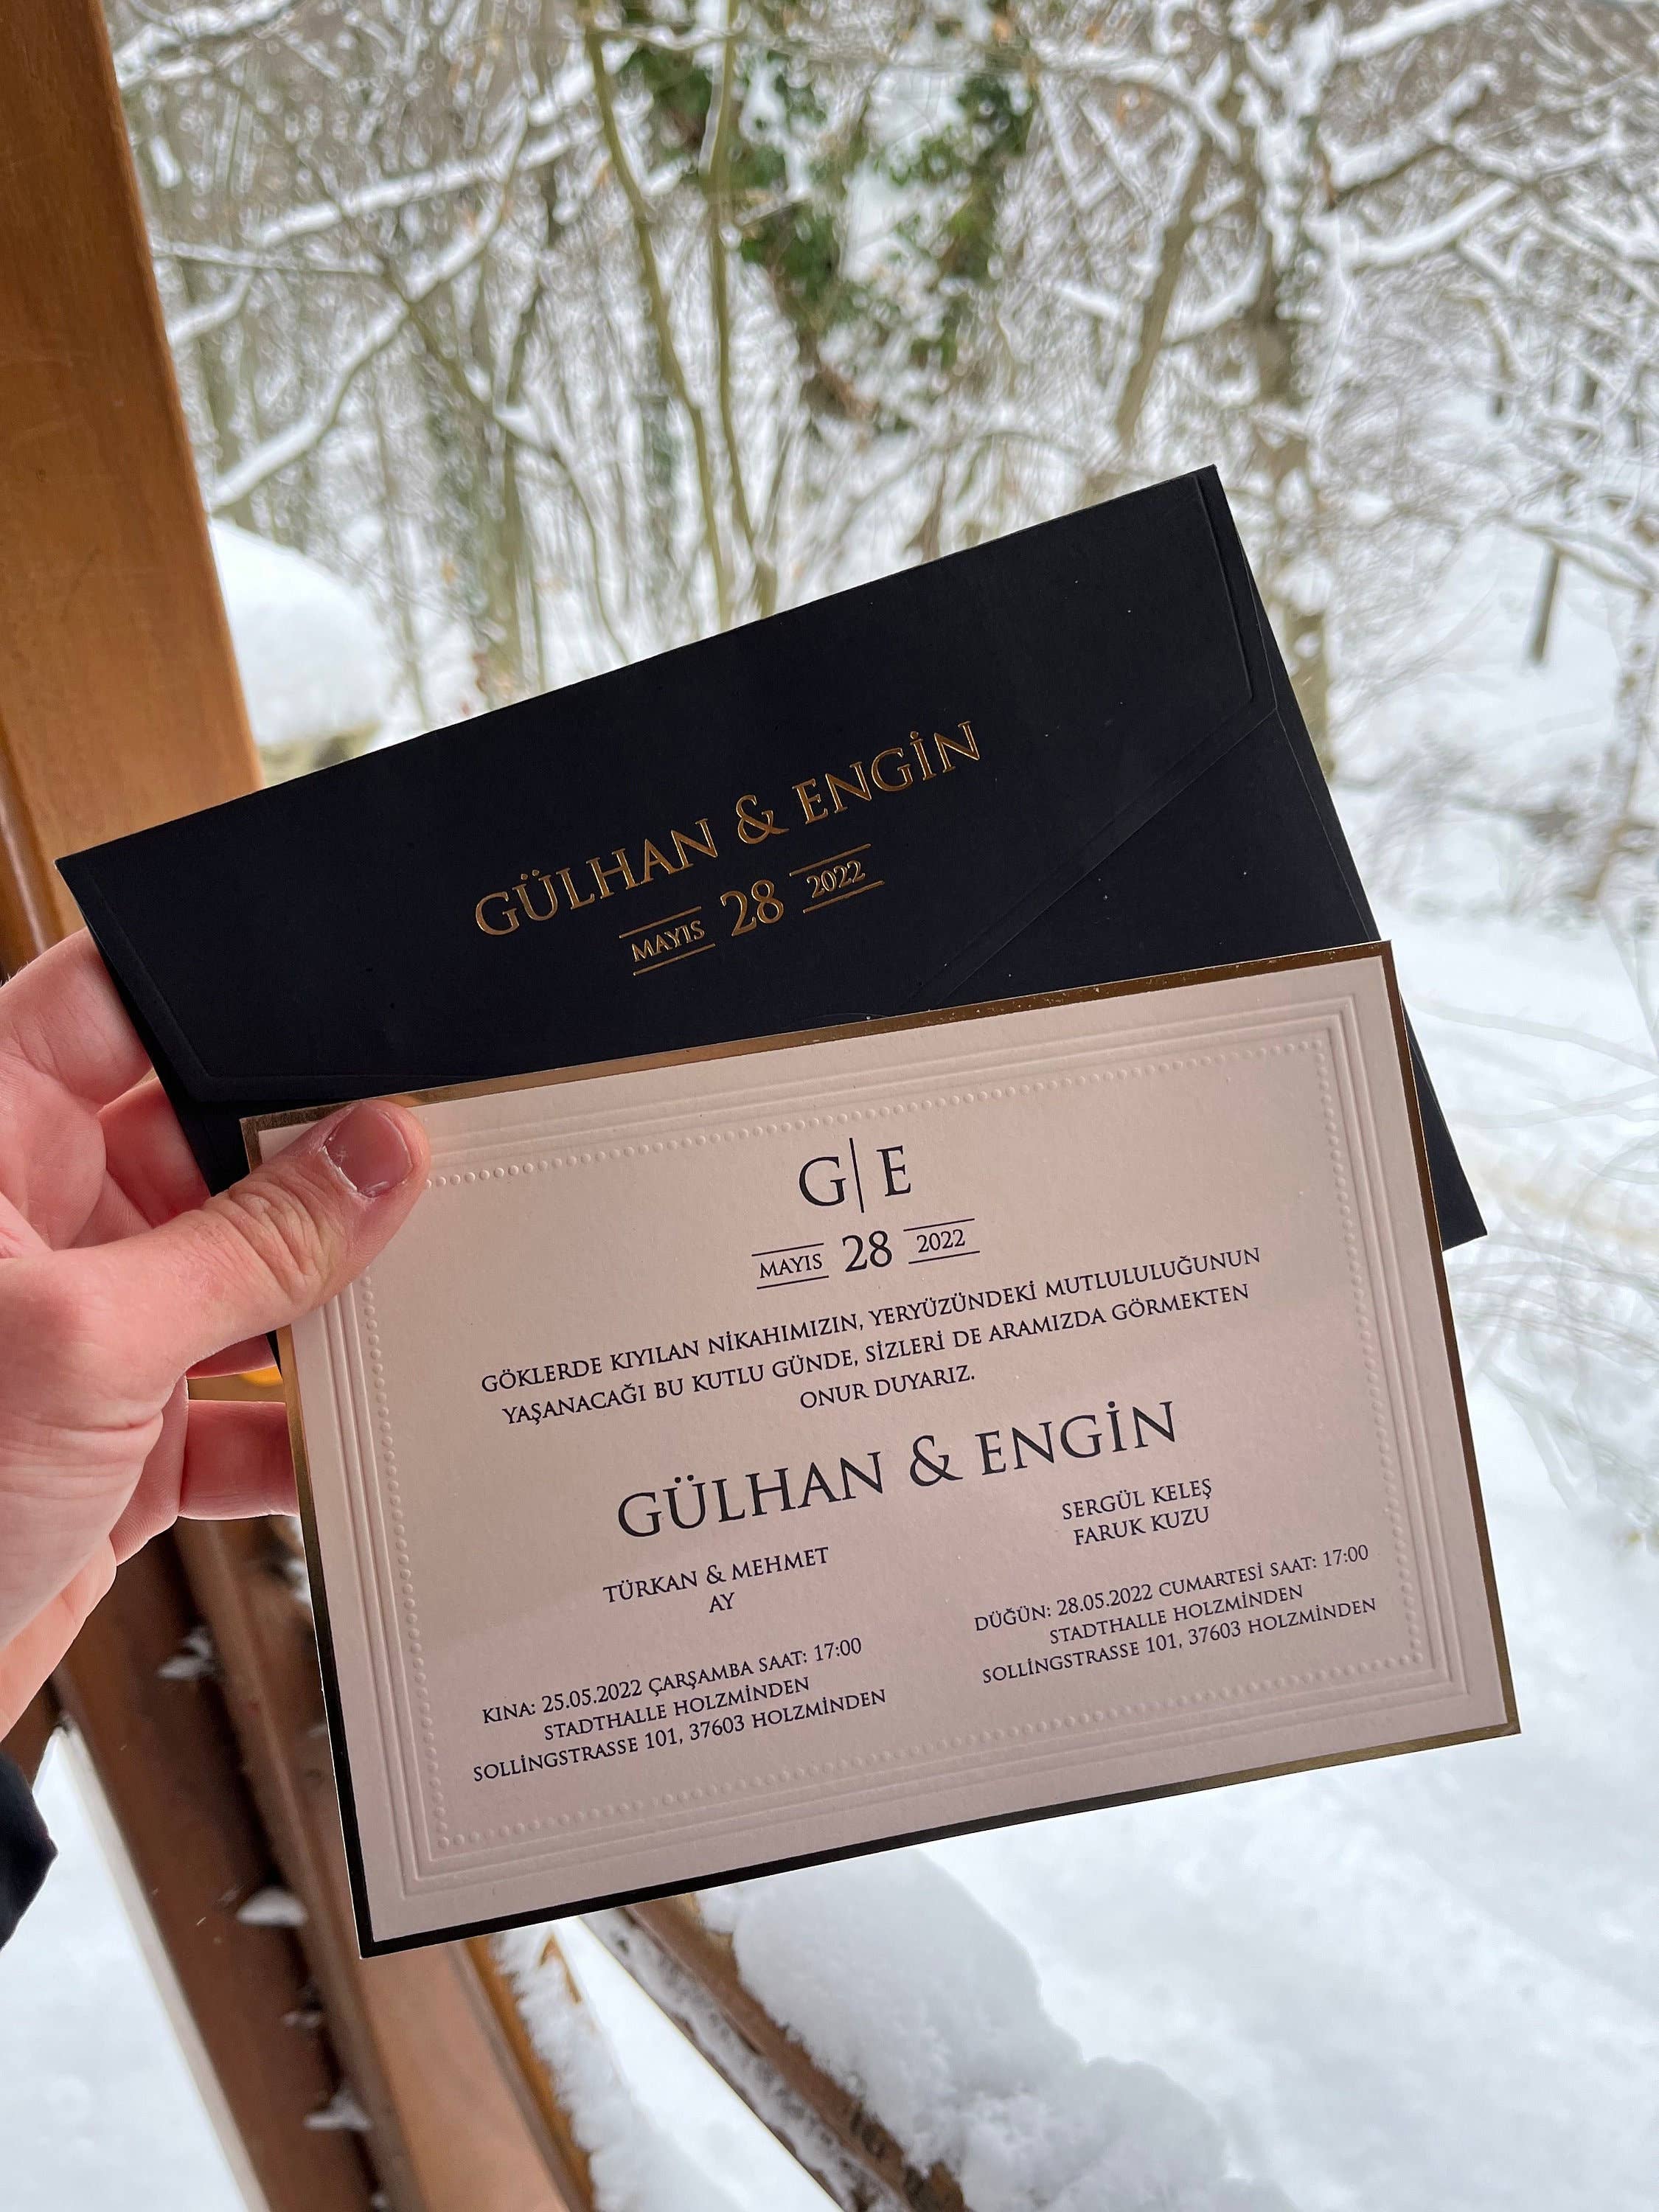 GÜLHAN & ENGİN
MAYIS 28 2022
G|E
MAYIS 28 2022
GÖKLERDE KIYILAN NİKAHIMIZIN, YERYÜZÜNDEKİ MUTLULULUĞUNUN
YAŞANACAĞI BU KUTLU GÜNDE, SİZLERİ DE ARAMIZDA GÖRMEKTEN
ONUR DUYARIZ.
GÜLHAN & ENGİN
TÜRKAN & MEHMET
AY
SERGÜL KELEŞ
FARUK KUZU
KINA: 25.05.2022 ÇARŞAMBA SAAT: 17:00
STADTHALLE HOLZMİNDEN
SOLLİNGSTRASSE 101, 37603 HOLZMİNDEN
DÜĞÜN: 28.05.2022 CUMARTESİ SAAT: 17:00
STADTHALLE HOLZMİNDEN
SOLLİNGSTRASSE 101, 37603 HOLZMİNDEN